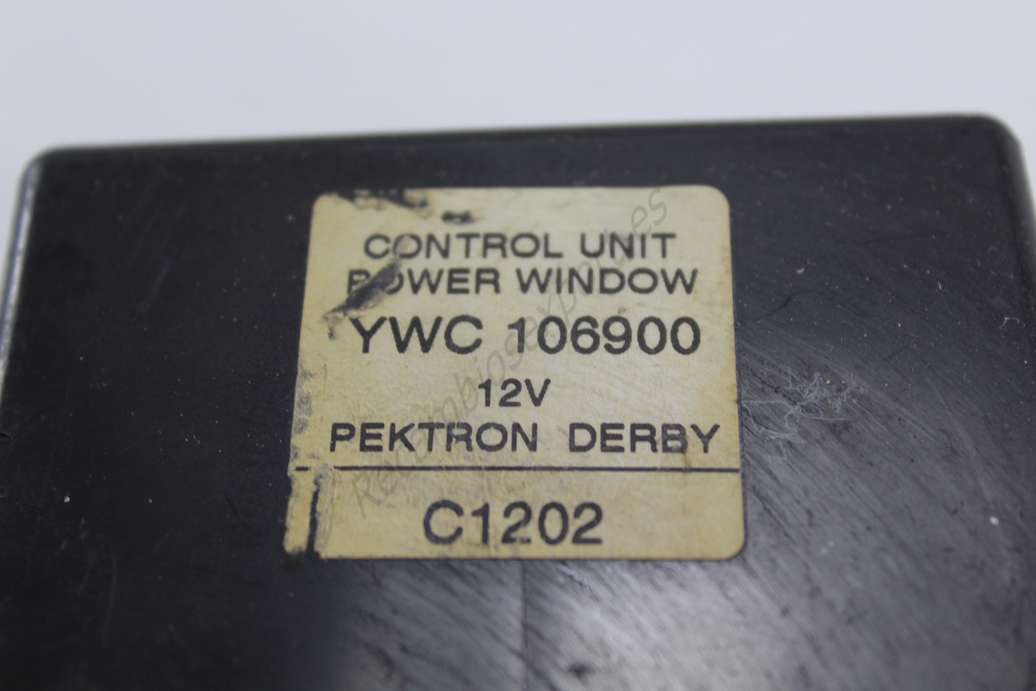 CONTROL UNIT
POWER WINDOW
YWC 106900
12V
PEKTRON DERBY
C1202